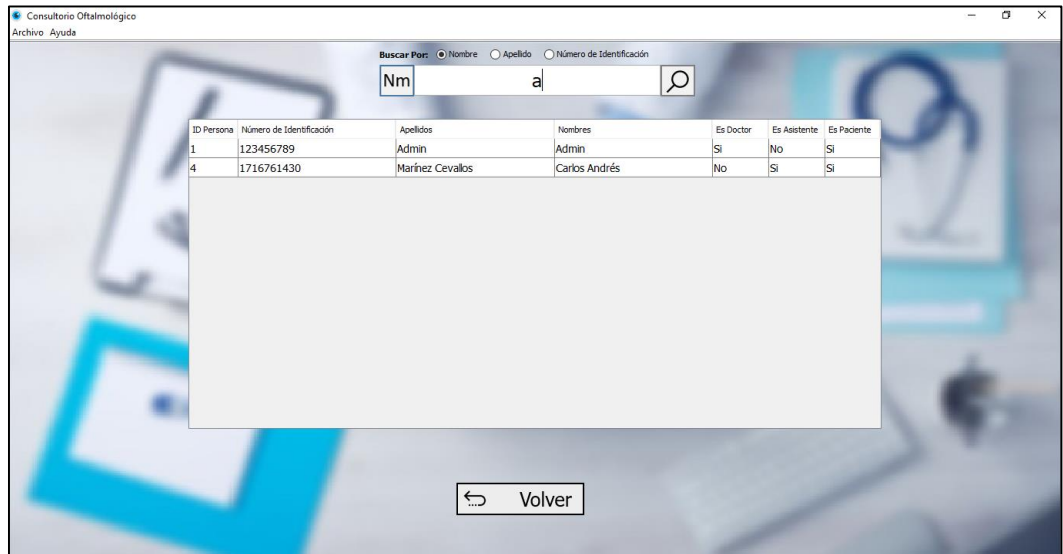 Consultorio Oftalmológico
Archivo Ayuda
Buscar Por: Nombre Apellido Número de Identificación
Nm a
ID Persona Número de Identificación Apellidos Nombres Es Doctor Es Asistente Es Paciente
1 123456789 Admin Admin Si No Si
4 1716761430 Marínez Cevallos Carlos Andrés No Si Si
Volver